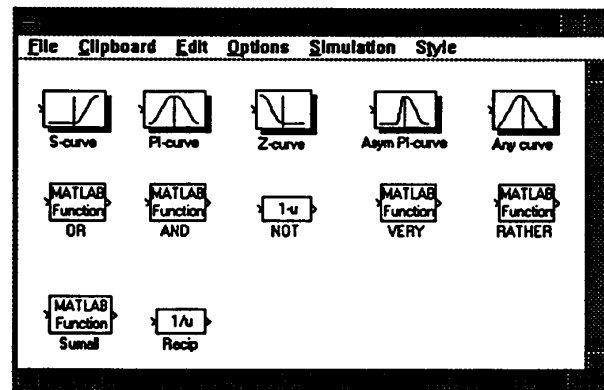 File Clipboard Edit Options Simulation Style
S-curve PI-curve Z-curve Asym PI-curve Any curve
MATLAB MATLAB MATLAB MATLAB
Function Function 1-u Function Function
OR AND NOT VERY RATHER
MATLAB
Function 1/u
Sumall Recip